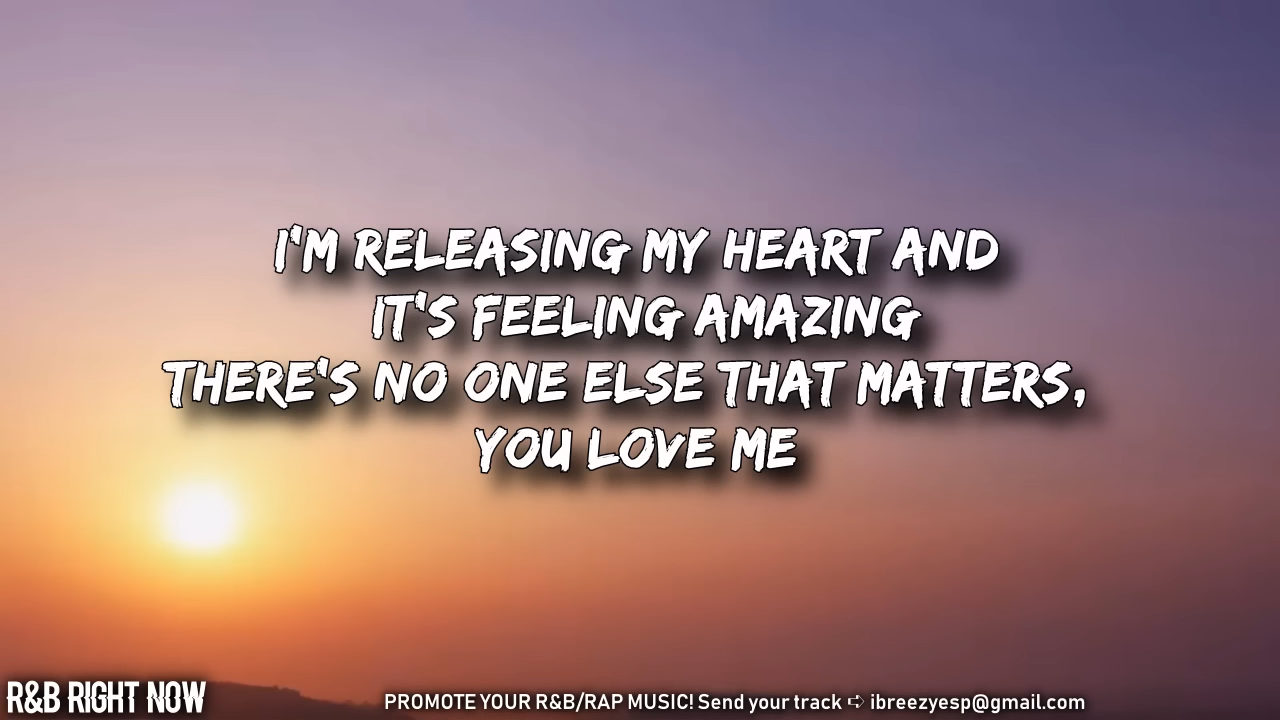 I'M RELEASING MY HEART AND
IT'S FEELING AMAZING
THERE'S NO ONE ELSE THAT MATTERS,
YOU LOVE ME
R&B RIGHT NOW
PROMOTE YOUR R&B/RAP MUSIC! Send your track ➪ ibreezyesp@gmail.com